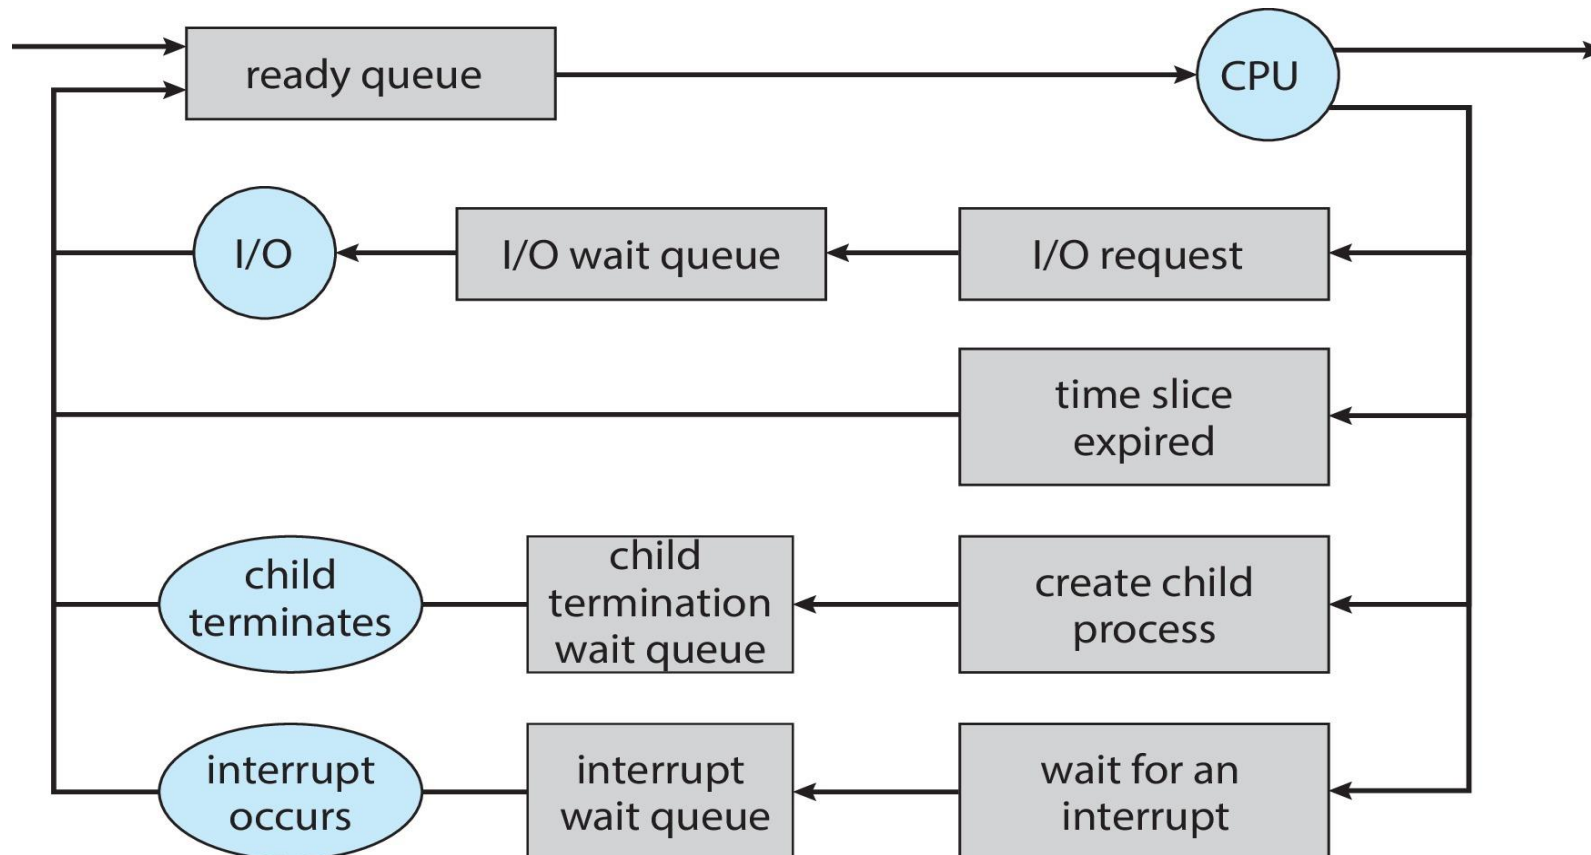 ready queue
CPU
I/O
I/O wait queue
I/O request
time slice
expired
child
terminates
child
termination
wait queue
create child
process
interrupt
occurs
interrupt
wait queue
wait for an
interrupt